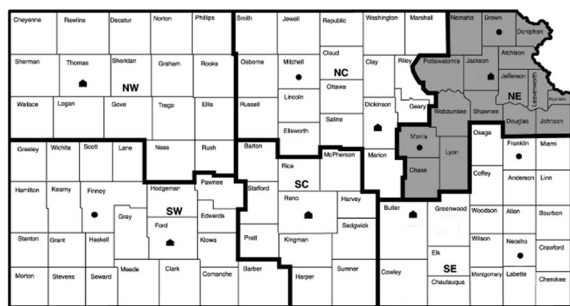 Cheyenne Rawlins Decatur Norton Phillips Smith Jewell Republic Washington Marshall Nemaha Brown Doniphan
Sherman Thomas Sheridan Graham Rooks Osborne Mitchell Cloud Clay Riley Pottawatomie Jackson Atchison
NW NC NE
Jefferson Leavenworth
Wallace Logan Gove Trego Ellis Russell Lincoln Ottawa Dickinson Geary Wabaunsee Shawnee
Ellsworth Saline Morris Douglas Johnson
Greeley Wichita Scott Lane Ness Rush Barton McPherson Marion Chase Lyon Osage Franklin Miami
Rice
Hamilton Kearny Finney Hodgeman Pawnee Stafford Reno Harvey Coffey Anderson Linn
SW SC
Gray Ford Edwards Sedgwick Butler Greenwood Woodson Allen Bourbon
Stanton Grant Haskell Kiowa Pratt Kingman Elk Wilson Neosho Crawford
SE
Morton Stevens Seward Meade Clark Comanche Barber Harper Sumner Cowley Chautauqua Montgomery Labette Cherokee